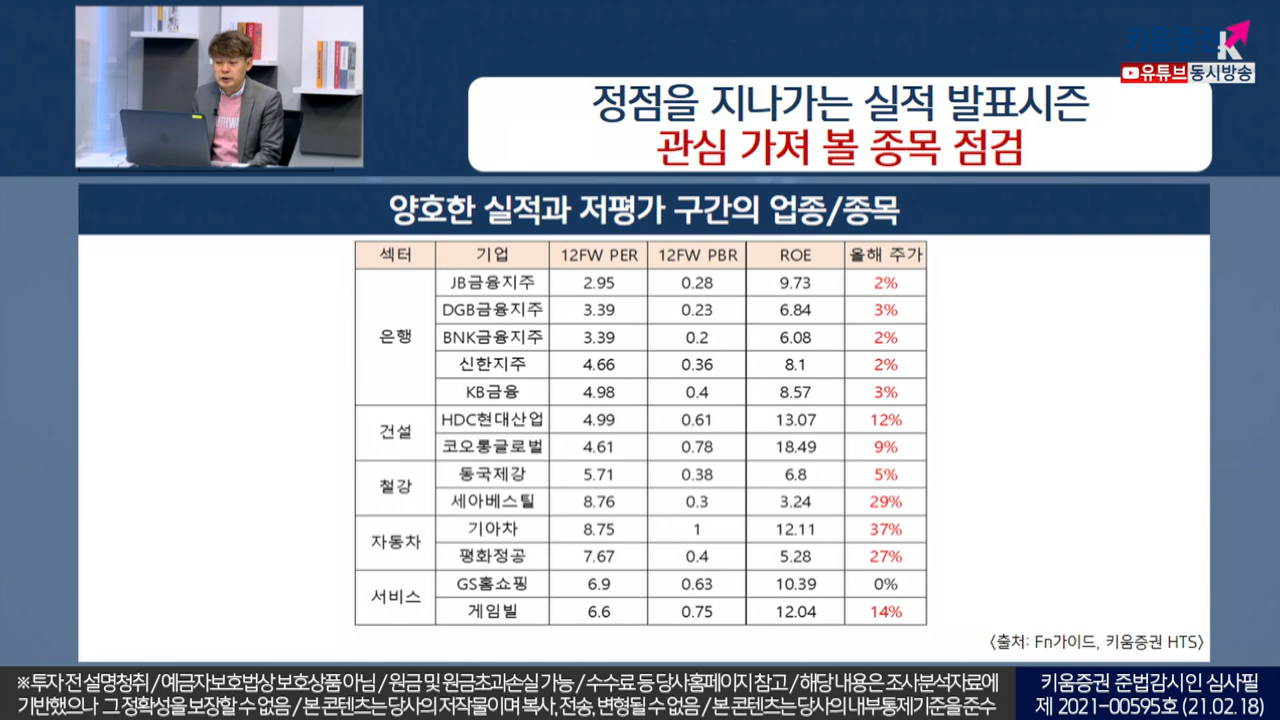 키움증권
유튜브동시방송
정점을 지나가는 실적 발표시즌
관심 가져 볼 종목 점검
양호한 실적과 저평가 구간의 업종/종목
섹터 기업 12FW PER 12FW PBR ROE 올해 주가
은행
JB금융지주 2.95 0.28 9.73 2%
DGB금융지주 3.39 0.23 6.84 3%
BNK금융지주 3.39 0.2 6.08 2%
신한지주 4.66 0.36 8.1 2%
KB금융 4.98 0.4 8.57 3%
건설
HDC현대산업 4.99 0.61 13.07 12%
코오롱글로벌 4.61 0.78 18.49 9%
철강
동국제강 5.71 0.38 6.8 5%
세아베스틸 8.76 0.3 3.24 29%
자동차
기아차 8.75 1 12.11 37%
평화정공 7.67 0.4 5.28 27%
서비스
GS홈쇼핑 6.9 0.63 10.39 0%
게임빌 6.6 0.75 12.04 14%
<출처: Fn가이드, 키움증권 HTS>
※ 투자 전 설명청취 / 예금자보호법상 보호상품 아님 / 원금 및 원금초과손실 가능 / 수수료 등 당사홈페이지 참고 / 해당 내용은 조사분석자료에
기반했으나 그 정확성을 보장할 수 없음 / 본 콘텐츠는 당사의 저작물이며 복사, 전송, 변형될 수 없음 / 본 콘텐츠는 당사의 내부통제기준을 준수
키움증권 준법감시인 심사필
제 2021-00595호 (21.02.18)